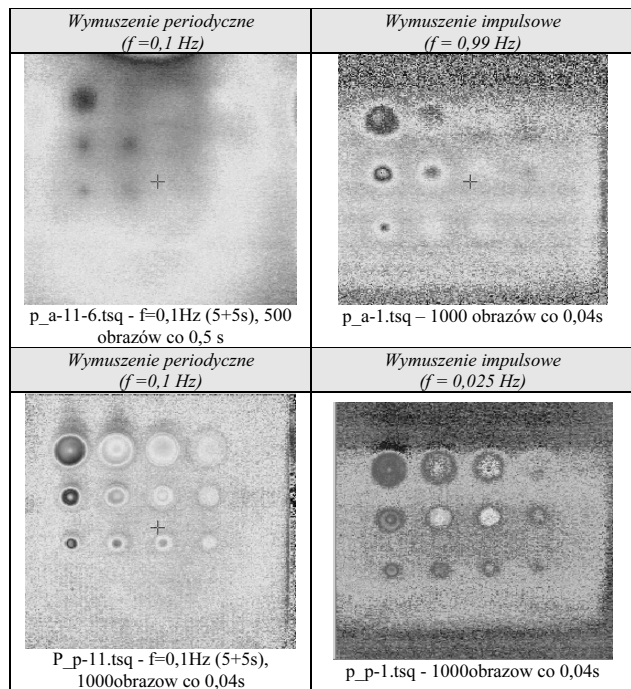 Wymuszenie periodyczne
(f =0,1 Hz)
Wymuszenie impulsowe
(f = 0,99 Hz)
p_a-11-6.tsq - f=0,1Hz (5+5s), 500
obrazów co 0,5 s
p_a-1.tsq – 1000 obrazów co 0,04s
Wymuszenie periodyczne
(f =0,1 Hz)
Wymuszenie impulsowe
(f = 0,025 Hz)
P_p-11.tsq - f=0,1Hz (5+5s),
1000obrazow co 0,04s
p_p-1.tsq - 1000obrazow co 0,04s